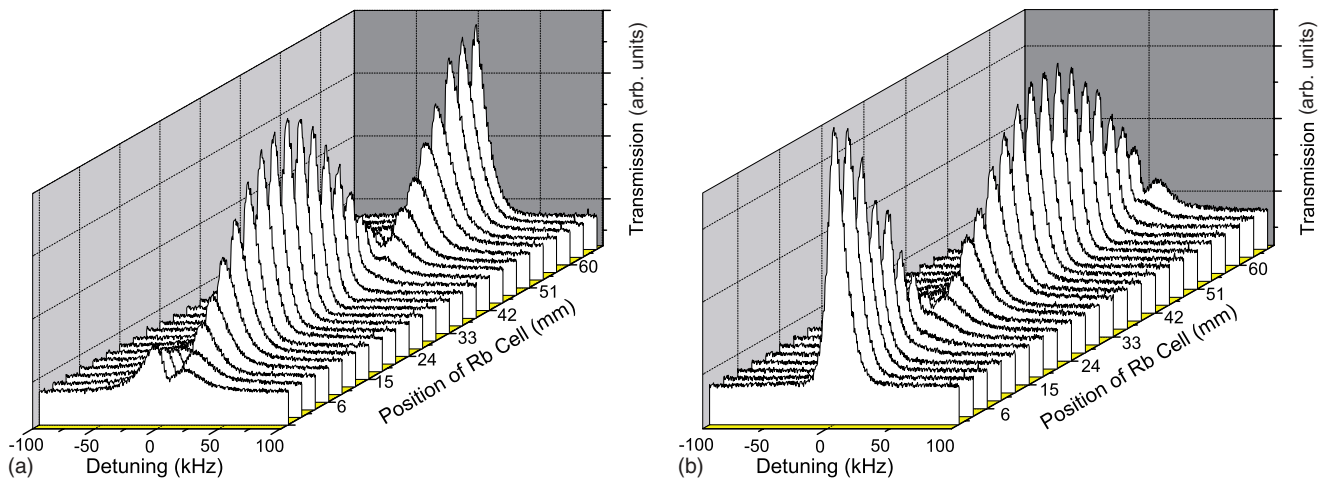 Transmission (arb. units)
60
51
42
33
24
15
6
Position of Rb Cell (mm)
-100 -50 0 50 100
(a) Detuning (kHz)
Transmission (arb. units)
60
51
42
33
24
15
6
Position of Rb Cell (mm)
-100 -50 0 50 100
(b) Detuning (kHz)